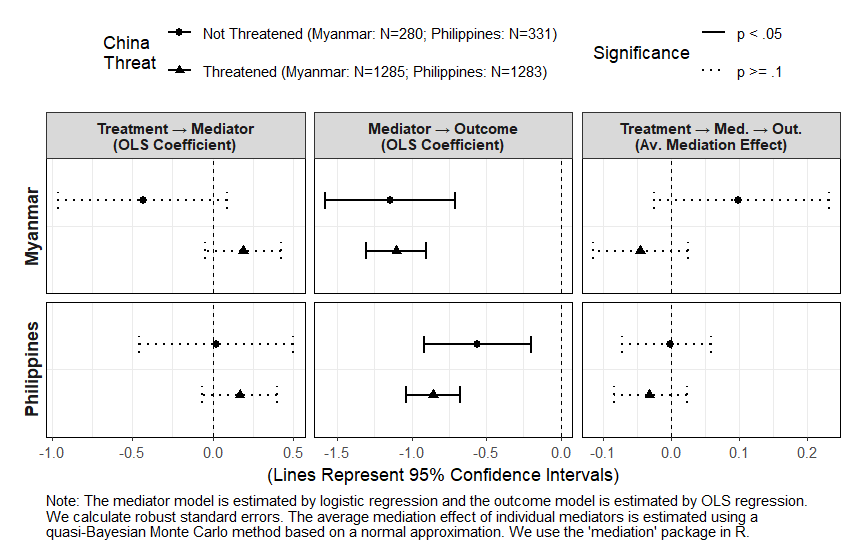 China
Threat
Not Threatened (Myanmar: N=280; Philippines: N=331)
Threatened (Myanmar: N=1285; Philippines: N=1283)
Significance
p < .05
p >= .1
Treatment → Mediator
(OLS Coefficient)
Mediator → Outcome
(OLS Coefficient)
Treatment → Med. → Out.
(Av. Mediation Effect)
Myanmar
Philippines
-1.0 -0.5 0.0 0.5
-1.5 -1.0 -0.5 0.0
-0.1 0.0 0.1 0.2
(Lines Represent 95% Confidence Intervals)
Note: The mediator model is estimated by logistic regression and the outcome model is estimated by OLS regression.
We calculate robust standard errors. The average mediation effect of individual mediators is estimated using a
quasi-Bayesian Monte Carlo method based on a normal approximation. We use the 'mediation' package in R.